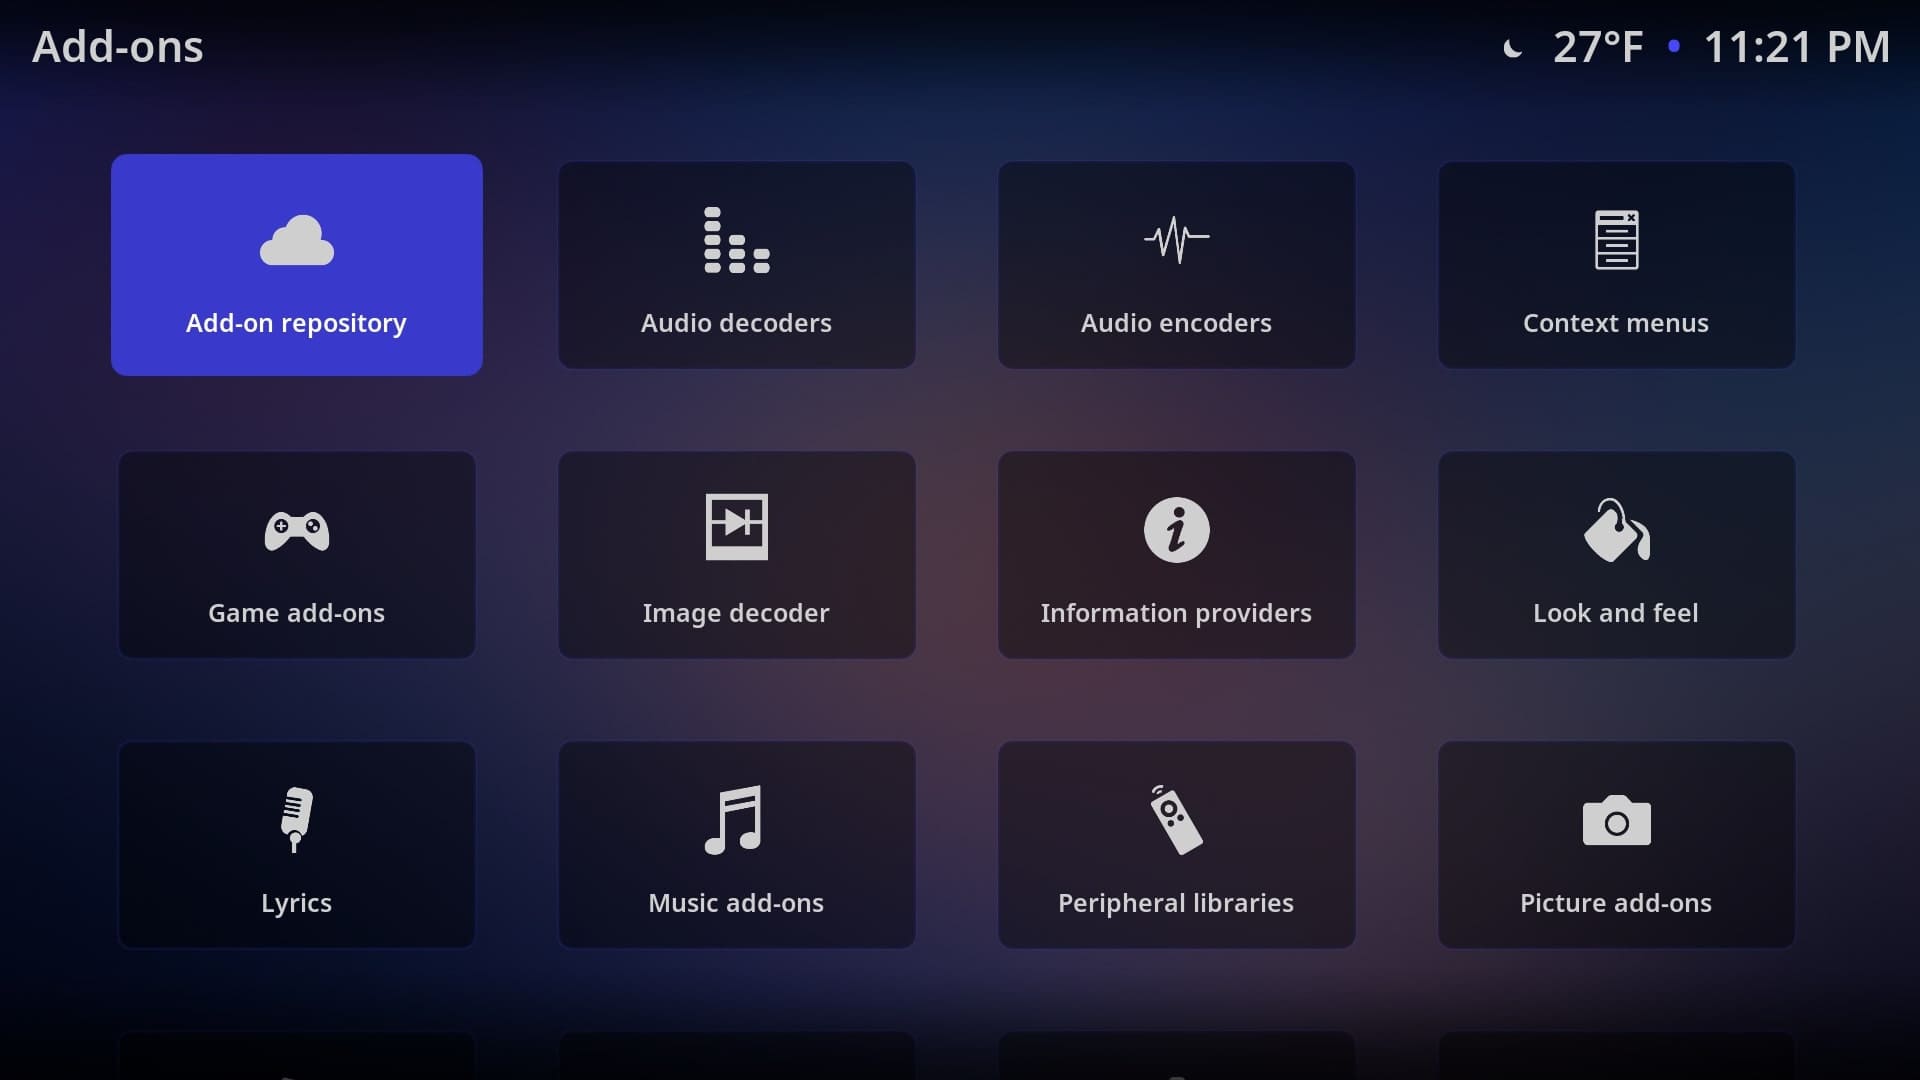 Add-ons
27°F • 11:21 PM
Add-on repository
Audio decoders
Audio encoders
Context menus
Game add-ons
Image decoder
Information providers
Look and feel
Lyrics
Music add-ons
Peripheral libraries
Picture add-ons